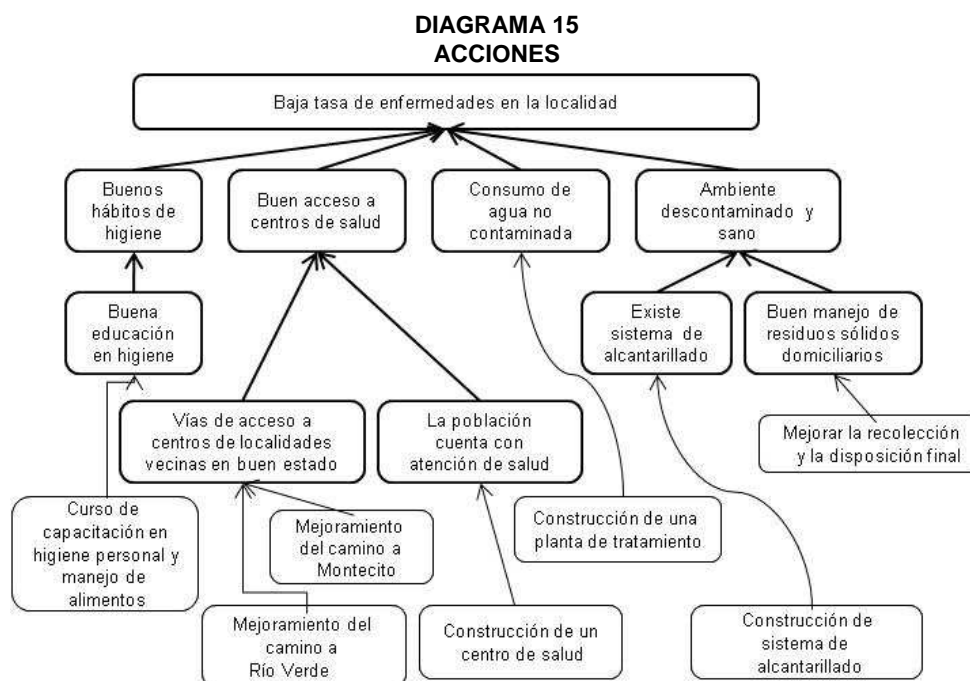 DIAGRAMA 15
ACCIONES
Baja tasa de enfermedades en la localidad
Buenos
hábitos de
higiene
Buen acceso a
centros de salud
Consumo de
agua no
contaminada
Ambiente
descontaminado y
sano
Buena
educación
en higiene
Existe
sistema de
alcantarillado
Buen manejo de
residuos sólidos
domiciliarios
Vías de acceso a
centros de localidades
vecinas en buen estado
La población
cuenta con
atención de salud
Mejorar la recolección
y la disposición final
Curso de
capacitación en
higiene personal y
manejo de
alimentos
Mejoramiento
del camino a
Montecito
Construcción de una
planta de tratamiento
Mejoramiento del
camino a
Río Verde
Construcción de un
centro de salud
Construcción de
sistema de
alcantarillado